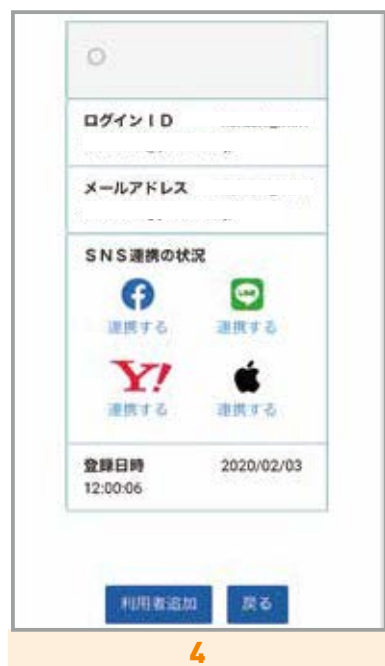 ログインＩＤ
メールアドレス
ＳＮＳ連携の状況
LINE
連携する 連携する
Y!
連携する 連携する
登録日時 2020/02/03
12:00:06
利用者追加 戻る
4